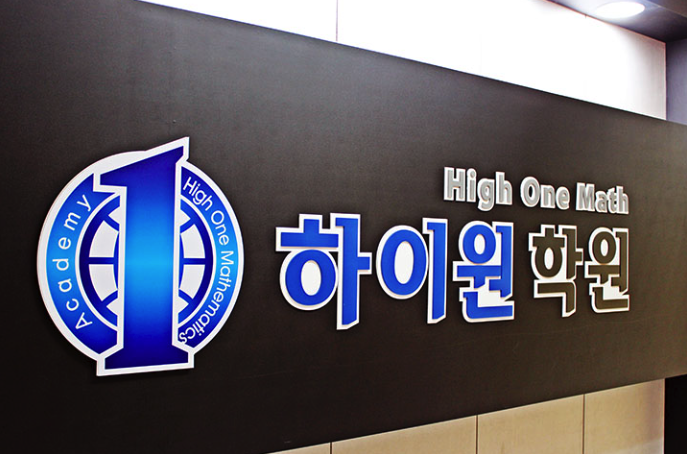 Academy
1
High One Mathematics
High One Math
하이원 학원